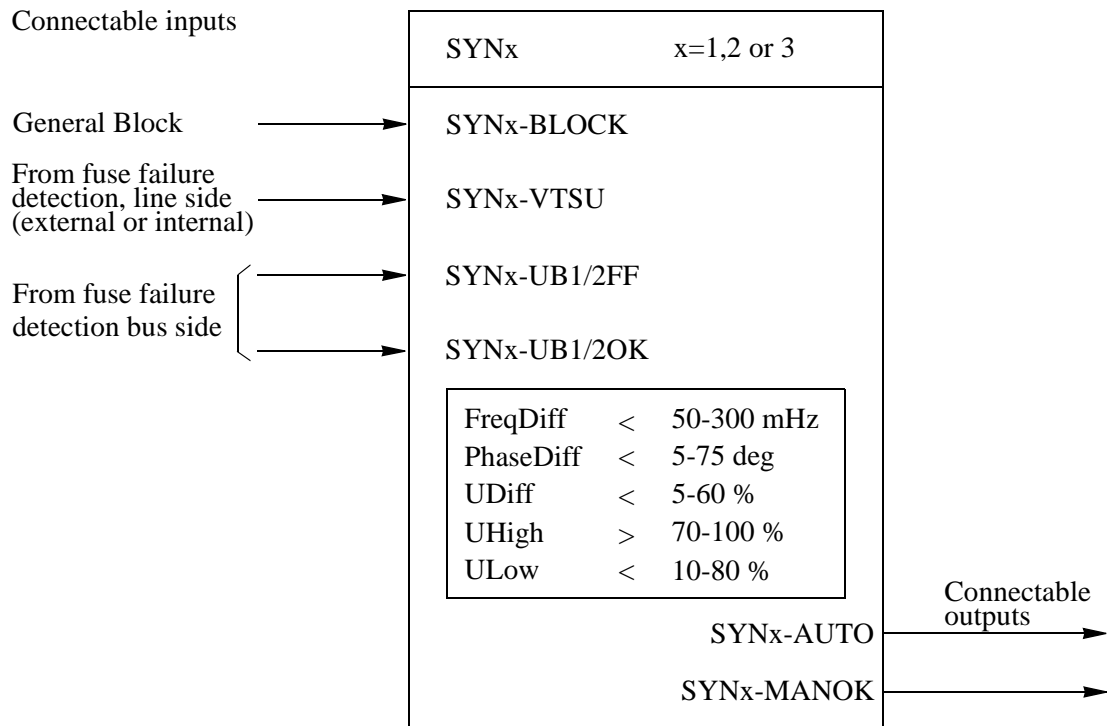 Connectable inputs
SYNx x=1,2 or 3
General Block
SYNx-BLOCK
From fuse failure
detection, line side
(external or internal)
SYNx-VTSU
From fuse failure
detection bus side
SYNx-UB1/2FF
SYNx-UB1/2OK
FreqDiff < 50-300 mHz
PhaseDiff < 5-75 deg
UDiff < 5-60 %
UHigh > 70-100 %
ULow < 10-80 %
Connectable
outputs
SYNx-AUTO
SYNx-MANOK